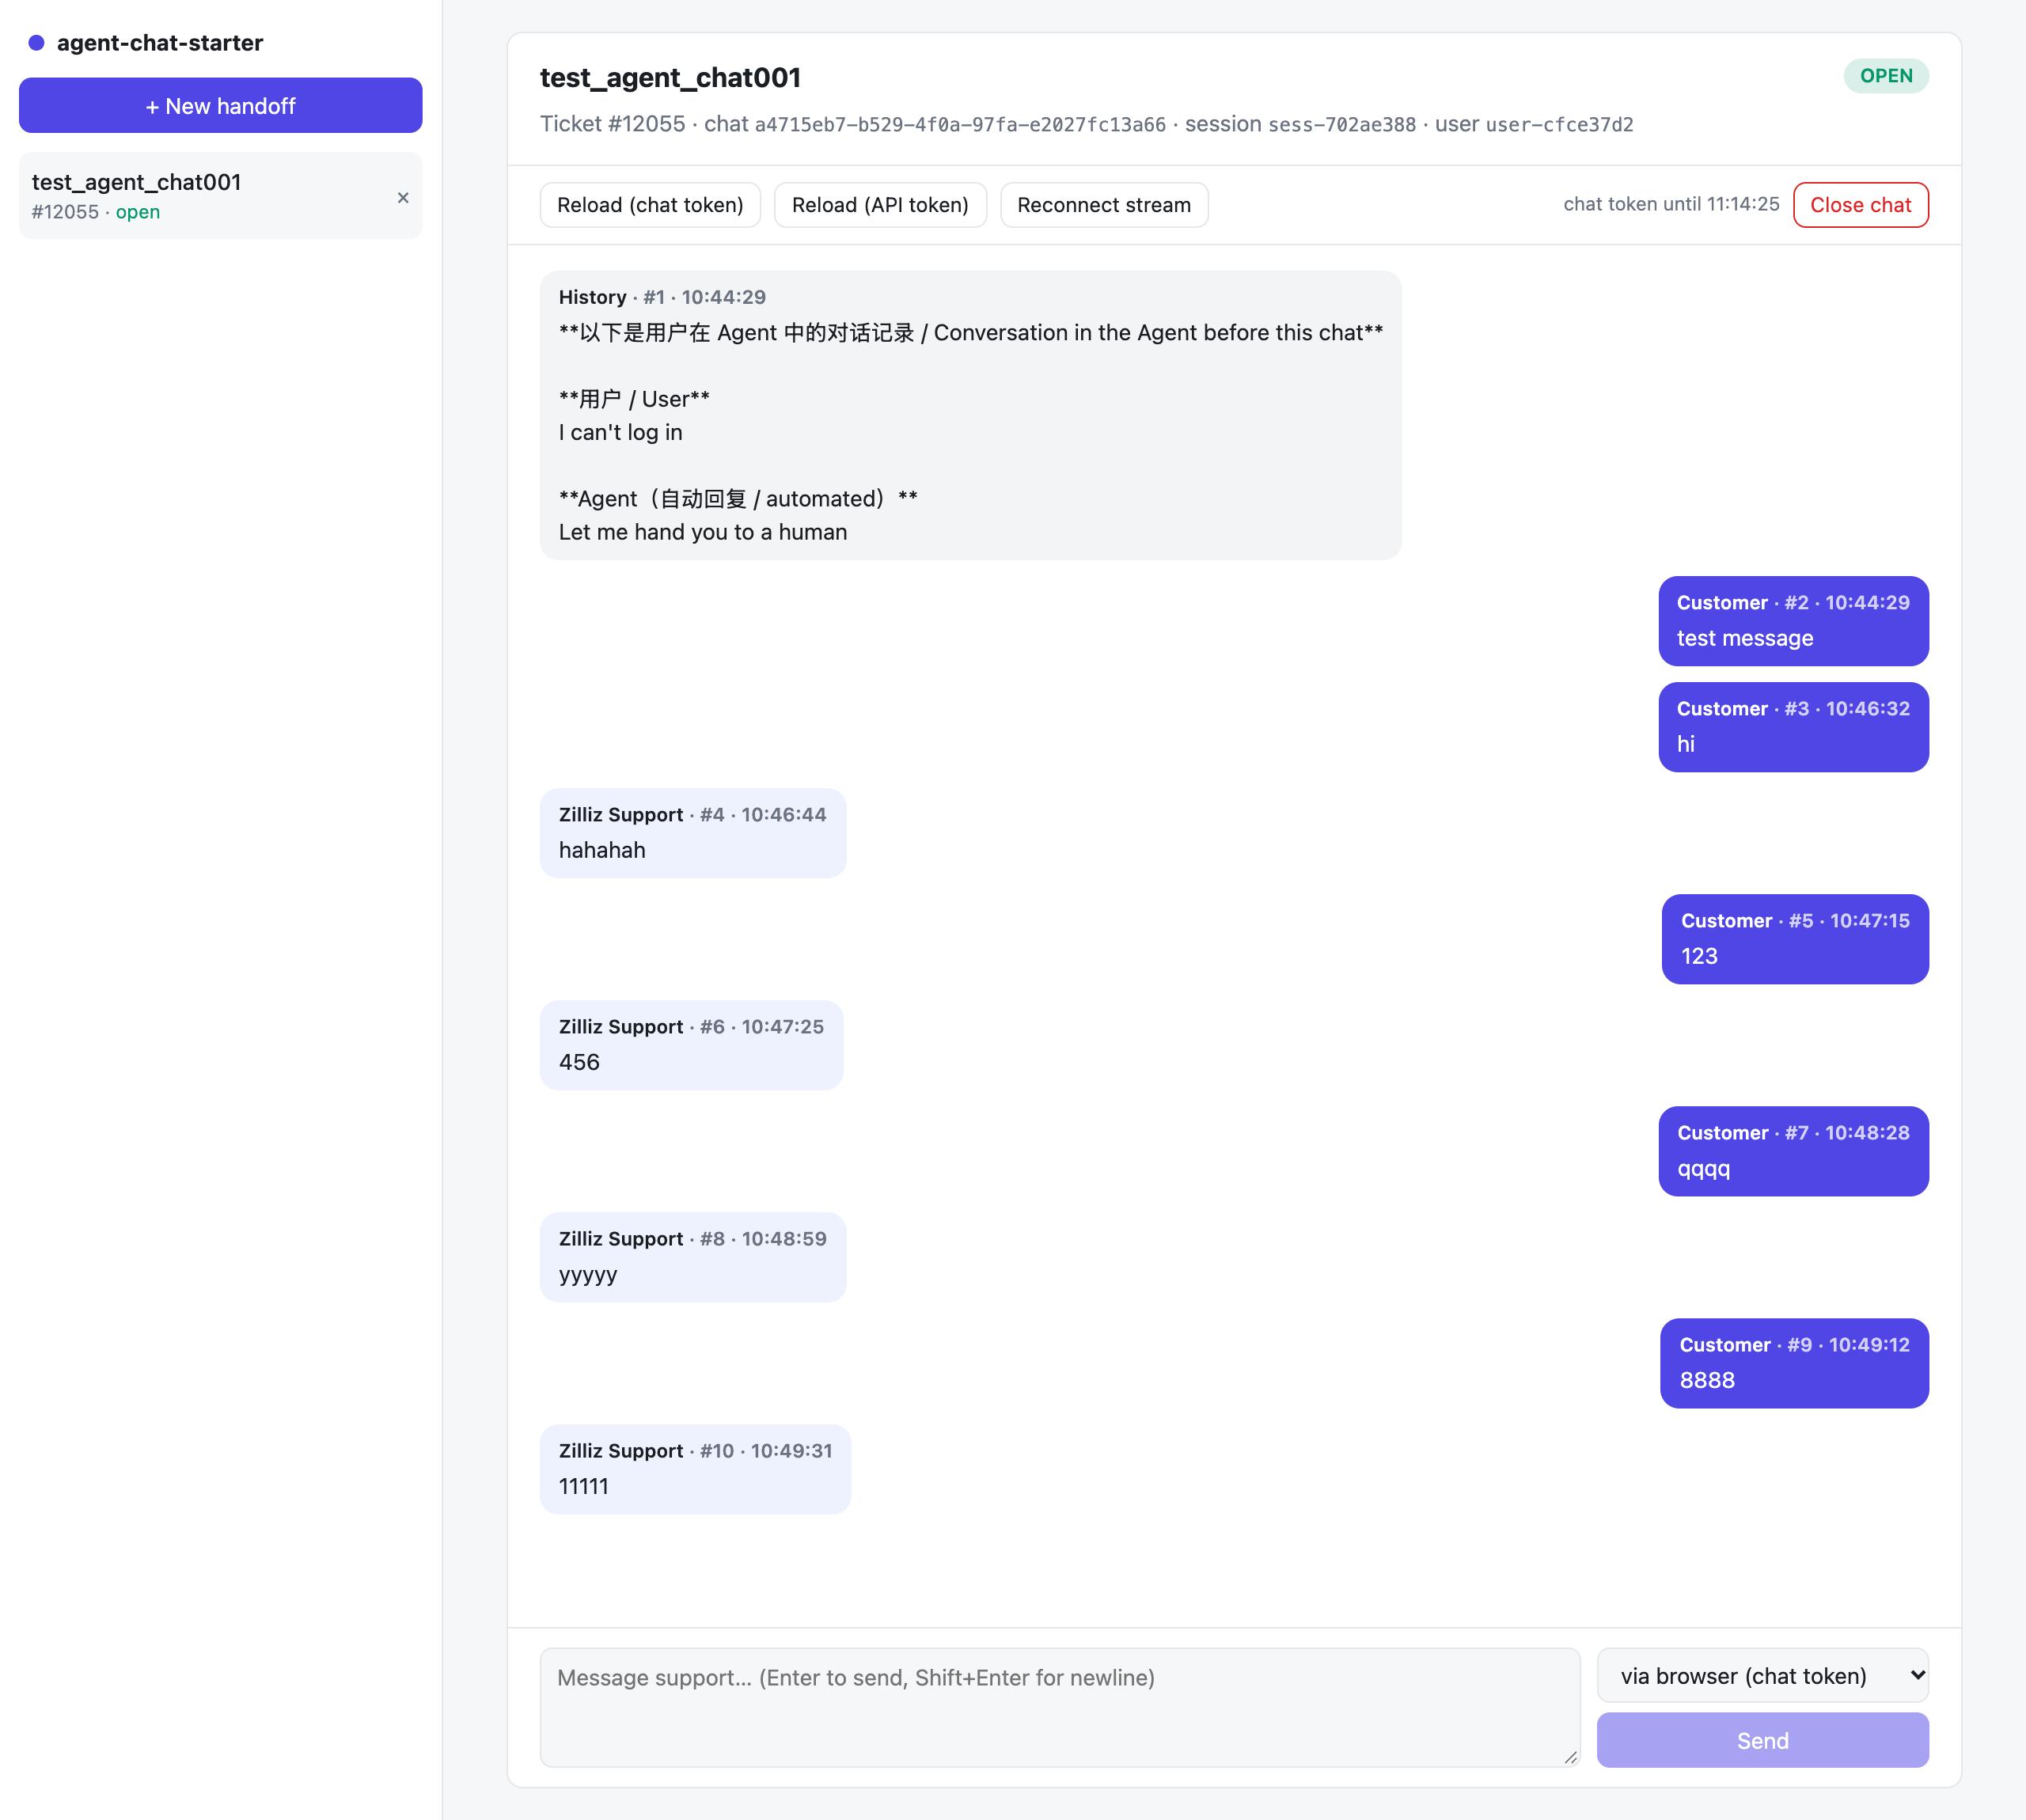 agent-chat-starter
+ New handoff
test_agent_chat001
#12055 · open
×
test_agent_chat001
OPEN
Ticket #12055 · chat a4715eb7-b529-4f0a-97fa-e2027fc13a66 · session sess-702ae388 · user user-cfce37d2
Reload (chat token)
Reload (API token)
Reconnect stream
chat token until 11:14:25
Close chat
History · #1 · 10:44:29
**以下是用户在 Agent 中的对话记录 / Conversation in the Agent before this chat**
**用户 / User**
I can't log in
**Agent（自动回复 / automated）**
Let me hand you to a human
Customer · #2 · 10:44:29
test message
Customer · #3 · 10:46:32
hi
Zilliz Support · #4 · 10:46:44
hahahah
Customer · #5 · 10:47:15
123
Zilliz Support · #6 · 10:47:25
456
Customer · #7 · 10:48:28
qqqq
Zilliz Support · #8 · 10:48:59
yyyyy
Customer · #9 · 10:49:12
8888
Zilliz Support · #10 · 10:49:31
11111
Message support... (Enter to send, Shift+Enter for newline)
via browser (chat token)
Send